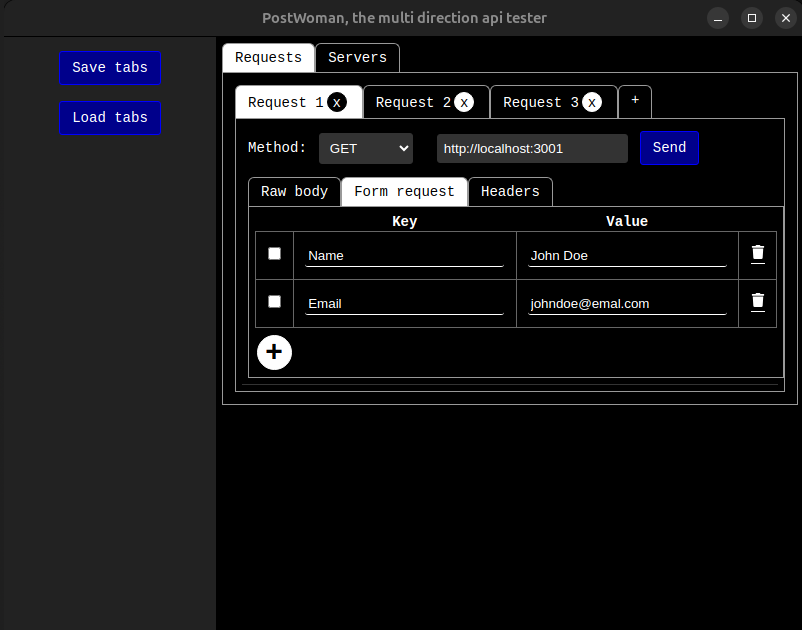 PostWoman, the multi direction api tester
Save tabs
Load tabs
Requests Servers
Request 1 x Request 2 x Request 3 x +
Method: GET http://localhost:3001 Send
Raw body Form request Headers
Key Value
Name John Doe
Email johndoe@emal.com
+